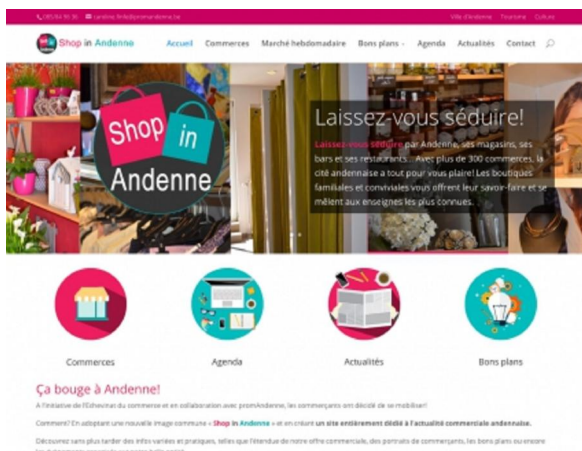 Ville d'Andenne Tourisme Culture
Shop in Andenne
Accueil Commerces Marché hebdomadaire Bons plans Agenda Actualités Contact
Shop in
Andenne
Laissez-vous séduire!
Laissez-vous séduire par Andenne, ses magasins, ses
bars et ses restaurants... Avec plus de 300 commerces, la
cité andennaise a tout pour vous plaire! Les boutiques
familiales et conviviales vous offrent leur savoir-faire et se
mêlent aux enseignes les plus connues.
Commerces Agenda Actualités Bons plans
Ça bouge à Andenne!
A l'initiative de l'Echevinat du commerce et en collaboration avec promAndenne, les commerçants ont décidé de se mobiliser!
Comment? En adoptant une nouvelle image commune « Shop in Andenne » et en créant un site entièrement dédié à l'actualité commerciale andennaise.
Découvrez sans plus tarder des infos variées et pratiques, telles que l'étendue de notre offre commerciale, des portraits de commerçants, les bons plans ou encore